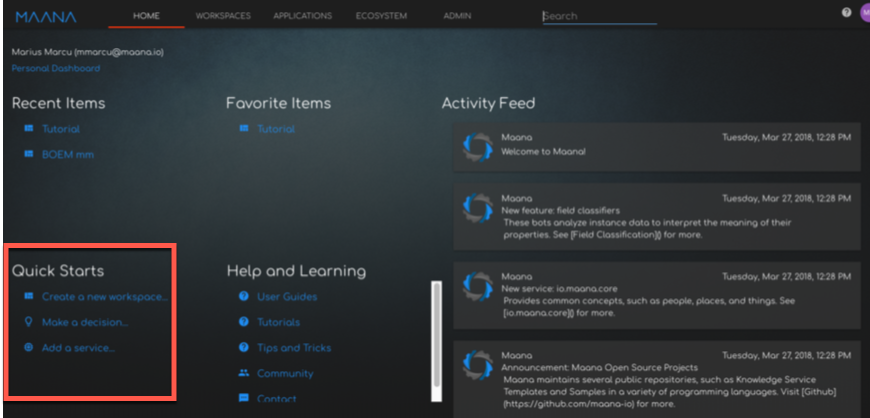 MAANA
HOME
WORKSPACES
APPLICATIONS
ECOSYSTEM
ADMIN
Search
M
Marius Marcu (mmarcu@maana.io)
Personal Dashboard
Recent Items
Tutorial
BOEM mm
Favorite Items
Tutorial
Quick Starts
Create a new workspace...
Make a decision...
Add a service...
Help and Learning
User Guides
Tutorials
Tips and Tricks
Community
Contact
Activity Feed
Maana Tuesday, Mar 27, 2018, 12:28 PM
Welcome to Maana!
Maana Tuesday, Mar 27, 2018, 12:28 PM
New feature: field classifiers
These bots analyze instance data to interpret the meaning of their
properties. See [Field Classification]() for more.
Maana Tuesday, Mar 27, 2018, 12:28 PM
New service: io.maana.core
Provides common concepts, such as people, places, and things. See
[io.maana.core]() for more.
Maana Tuesday, Mar 27, 2018, 12:28 PM
Announcement: Maana Open Source Projects
Maana maintains several public repositories, such as Knowledge Service
Templates and Samples in a variety of programming languages. Visit [Github]
(https://github.com/maana-io) for more.